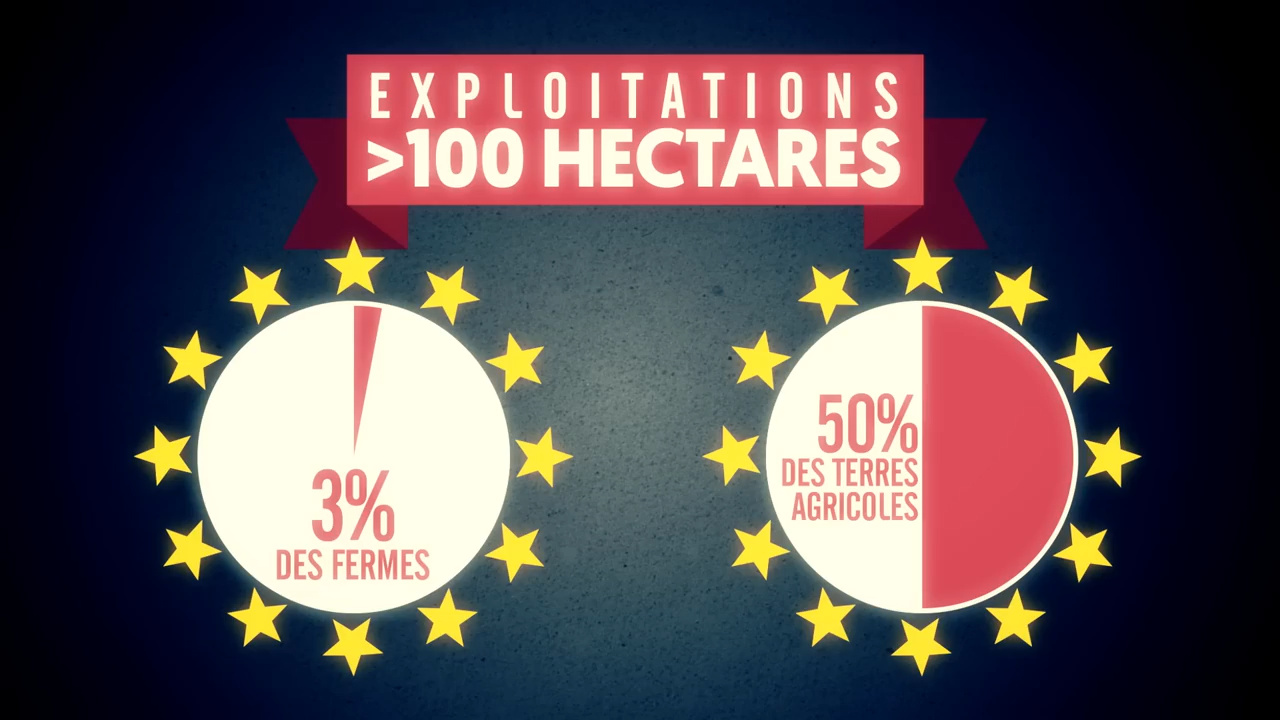 EXPLOITATIONS
>100 HECTARES
3%
DES FERMES
50%
DES TERRES
AGRICOLES